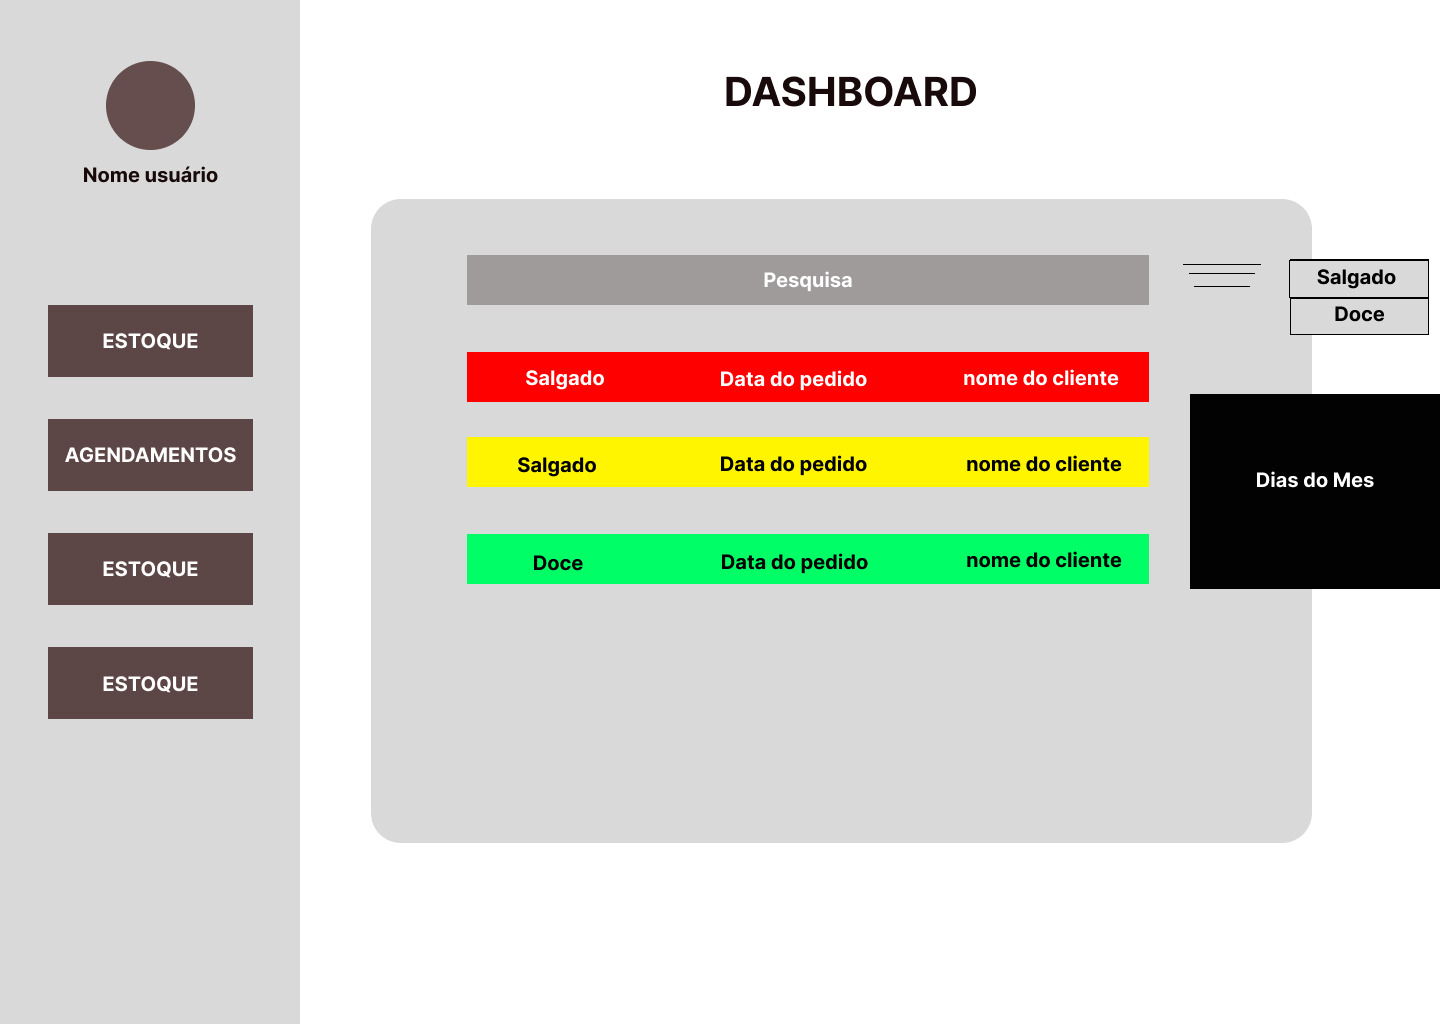 DASHBOARD
Nome usuário
ESTOQUE
AGENDAMENTOS
ESTOQUE
ESTOQUE
Pesquisa
Salgado
Doce
Salgado Data do pedido nome do cliente
Salgado Data do pedido nome do cliente
Doce Data do pedido nome do cliente
Dias do Mes